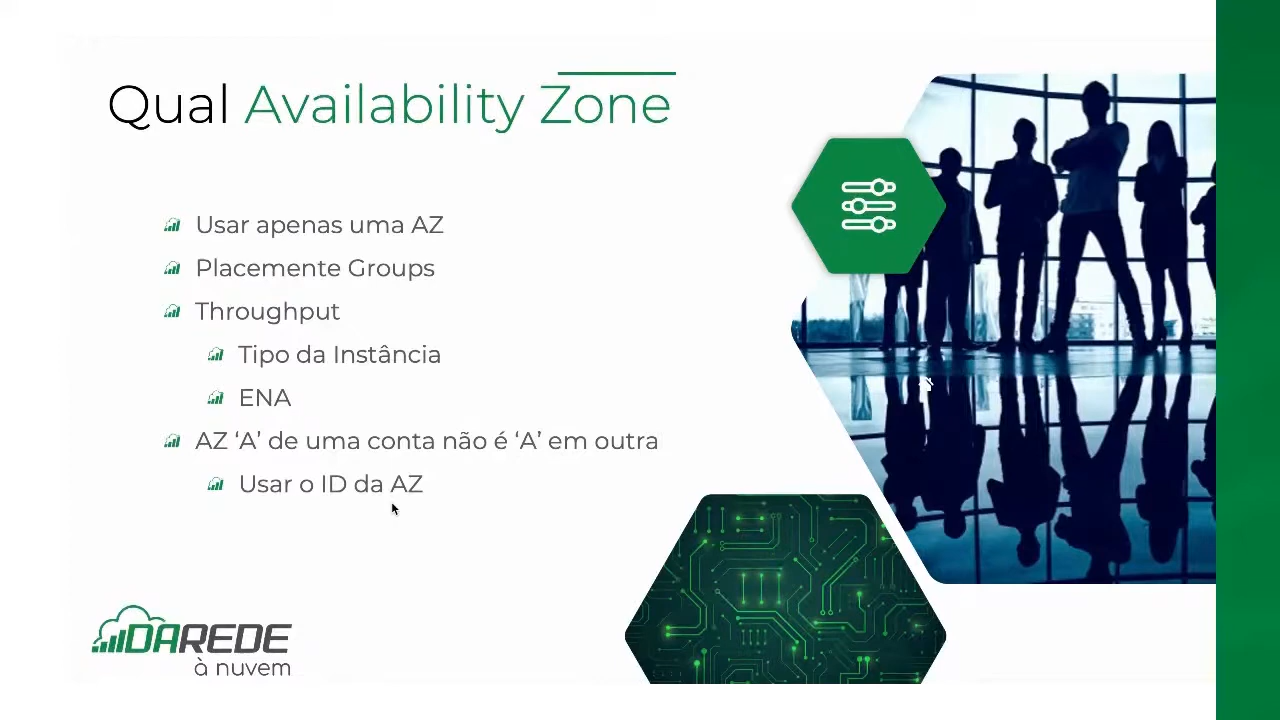 Qual Availability Zone
Usar apenas uma AZ
Placemente Groups
Throughput
Tipo da Instância
ENA
AZ ‘A’ de uma conta não é ‘A’ em outra
Usar o ID da AZ
DAREDE
à nuvem